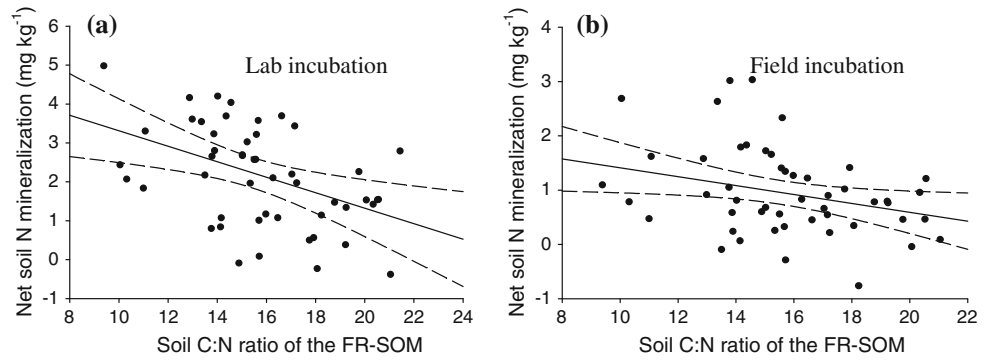 (a)
Lab incubation
Net soil N mineralization (mg kg-1)
6
5
4
3
2
1
0
-1
8 10 12 14 16 18 20 22 24
Soil C:N ratio of the FR-SOM
(b)
Field incubation
Net soil N mineralization (mg kg-1)
4
3
2
1
0
-1
8 10 12 14 16 18 20 22
Soil C:N ratio of the FR-SOM